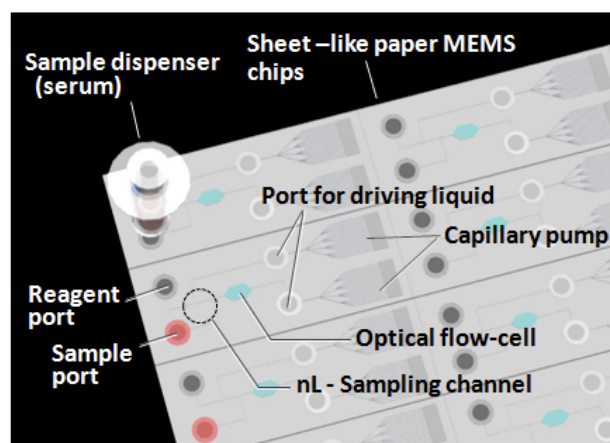 Sheet –like paper MEMS
chips
Sample dispenser
(serum)
Port for driving liquid
Capillary pump
Reagent
port
Sample
port
Optical flow-cell
nL - Sampling channel